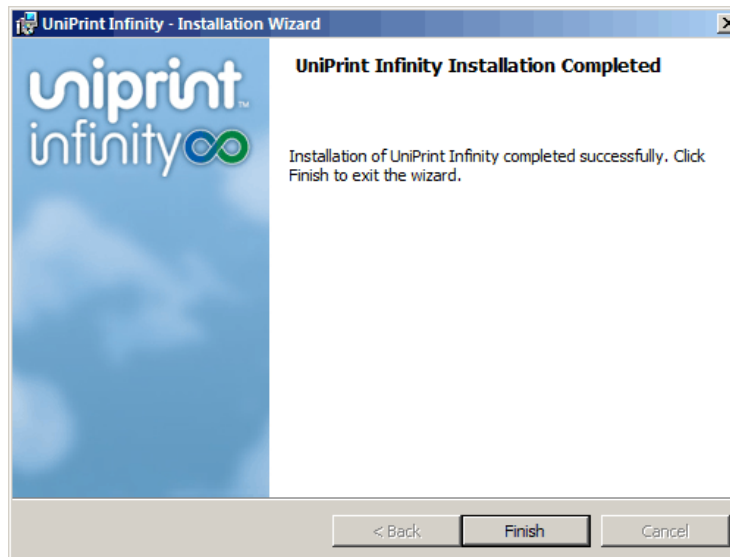 UniPrint Infinity - Installation Wizard
uniprint™
infinity
UniPrint Infinity Installation Completed
Installation of UniPrint Infinity completed successfully. Click
Finish to exit the wizard.
< Back
Finish
Cancel